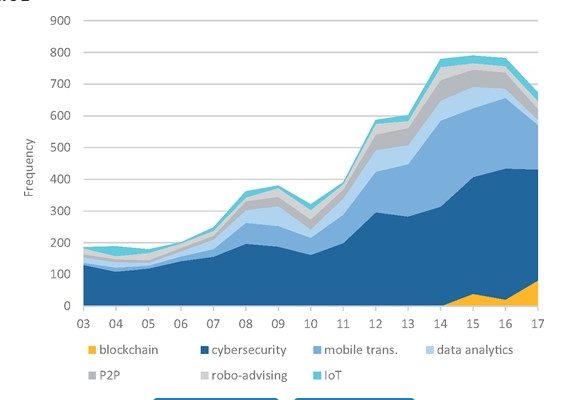 900
800
700
600
500
400
300
200
100
0
Frequency
03 04 05 06 07 08 09 10 11 12 13 14 15 16 17
blockchain cybersecurity mobile trans. data analytics
P2P robo-advising IoT